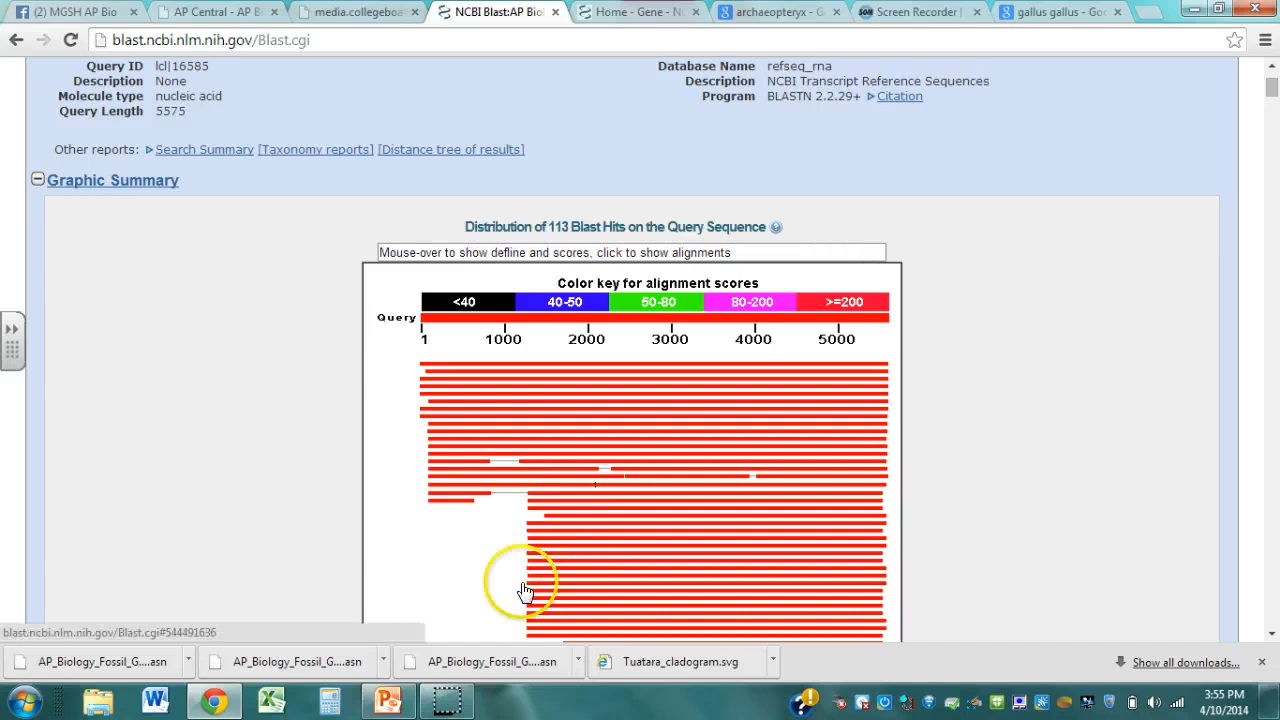 (2) MGSH AP Bio
AP Central - AP B
media.collegeboa
NCBI Blast:AP Biol
Home - Gene - NC
archaeopteryx - G
Screen Recorder |
gallus gallus - Goo
blast.ncbi.nlm.nih.gov/Blast.cgi
Query ID lcl|16585
Description None
Molecule type nucleic acid
Query Length 5575
Database Name refseq_rna
Description NCBI Transcript Reference Sequences
Program BLASTN 2.2.29+ Citation
Other reports: Search Summary [Taxonomy reports] [Distance tree of results]
Graphic Summary
Distribution of 113 Blast Hits on the Query Sequence
Mouse-over to show defline and scores, click to show alignments
Color key for alignment scores
<40 40-50 50-80 80-200 >=200
Query
1 1000 2000 3000 4000 5000
blast.ncbi.nlm.nih.gov/Blast.cgi#544491636
AP_Biology_Fossil_G....asn
AP_Biology_Fossil_G....asn
AP_Biology_Fossil_G....asn
Tuatara_cladogram.svg
Show all downloads...
3:55 PM
4/10/2014